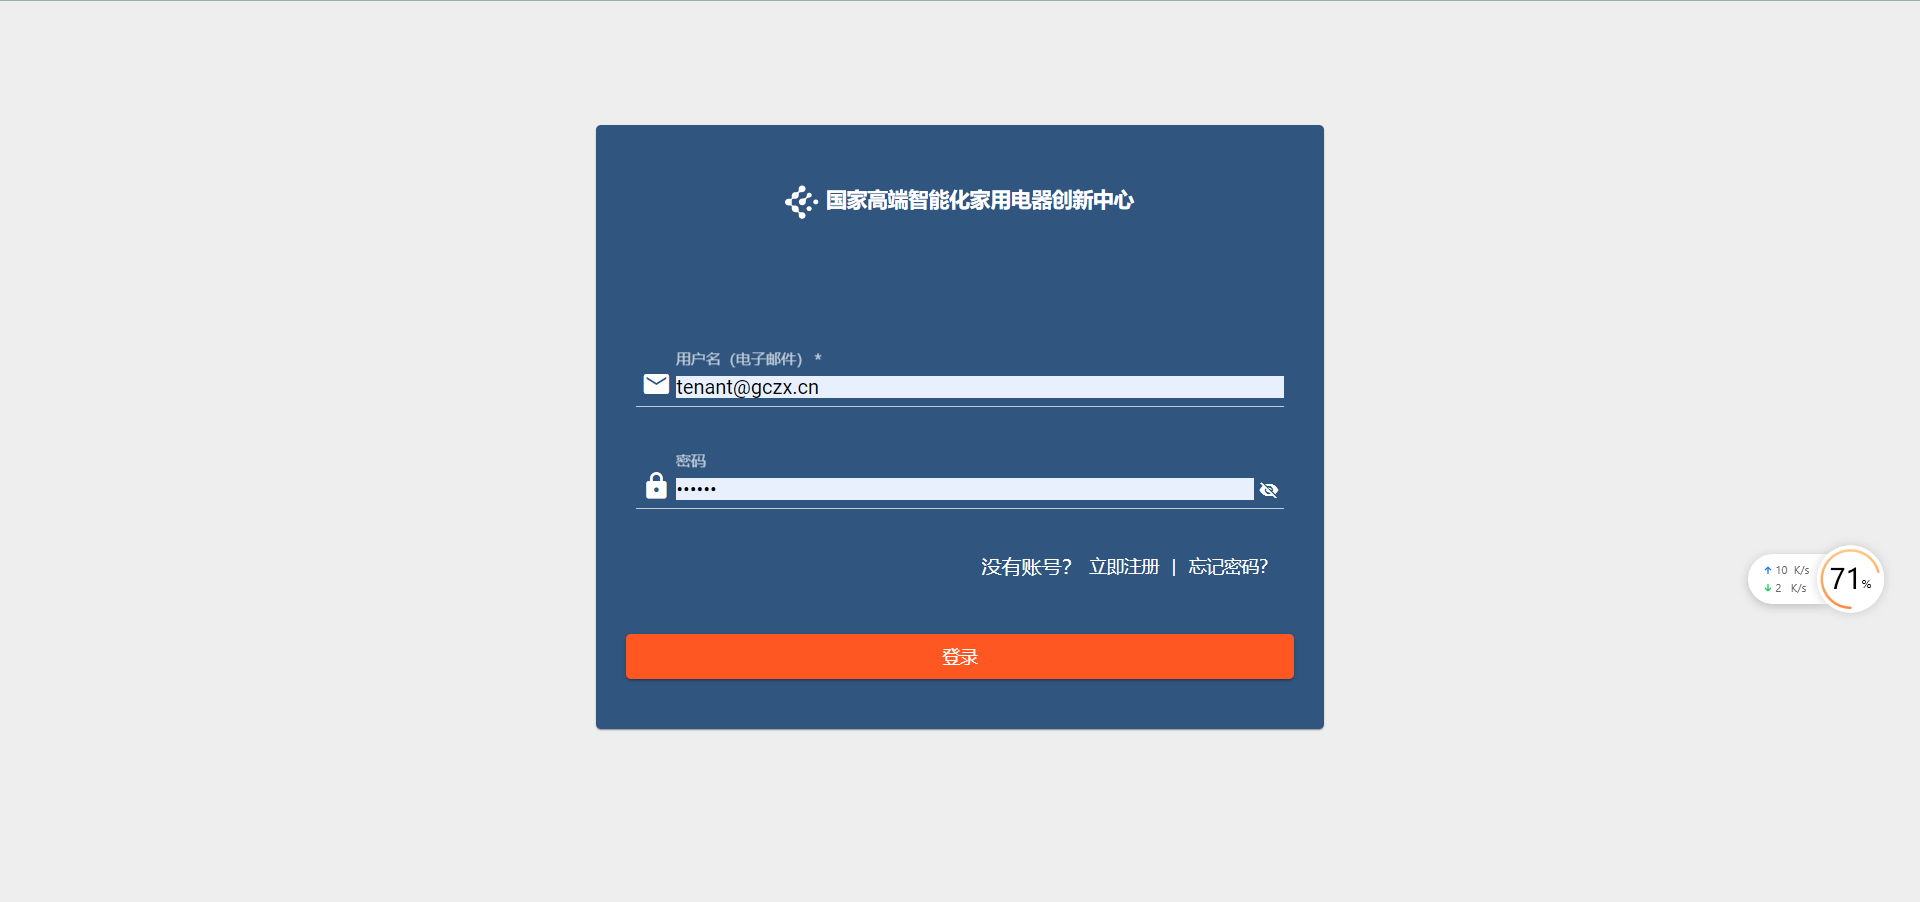 国家高端智能化家用电器创新中心
用户名（电子邮件） *
tenant@gczx.cn
密码
••••••
没有账号？ 立即注册 | 忘记密码?
登录
10 K/s
2 K/s
71%